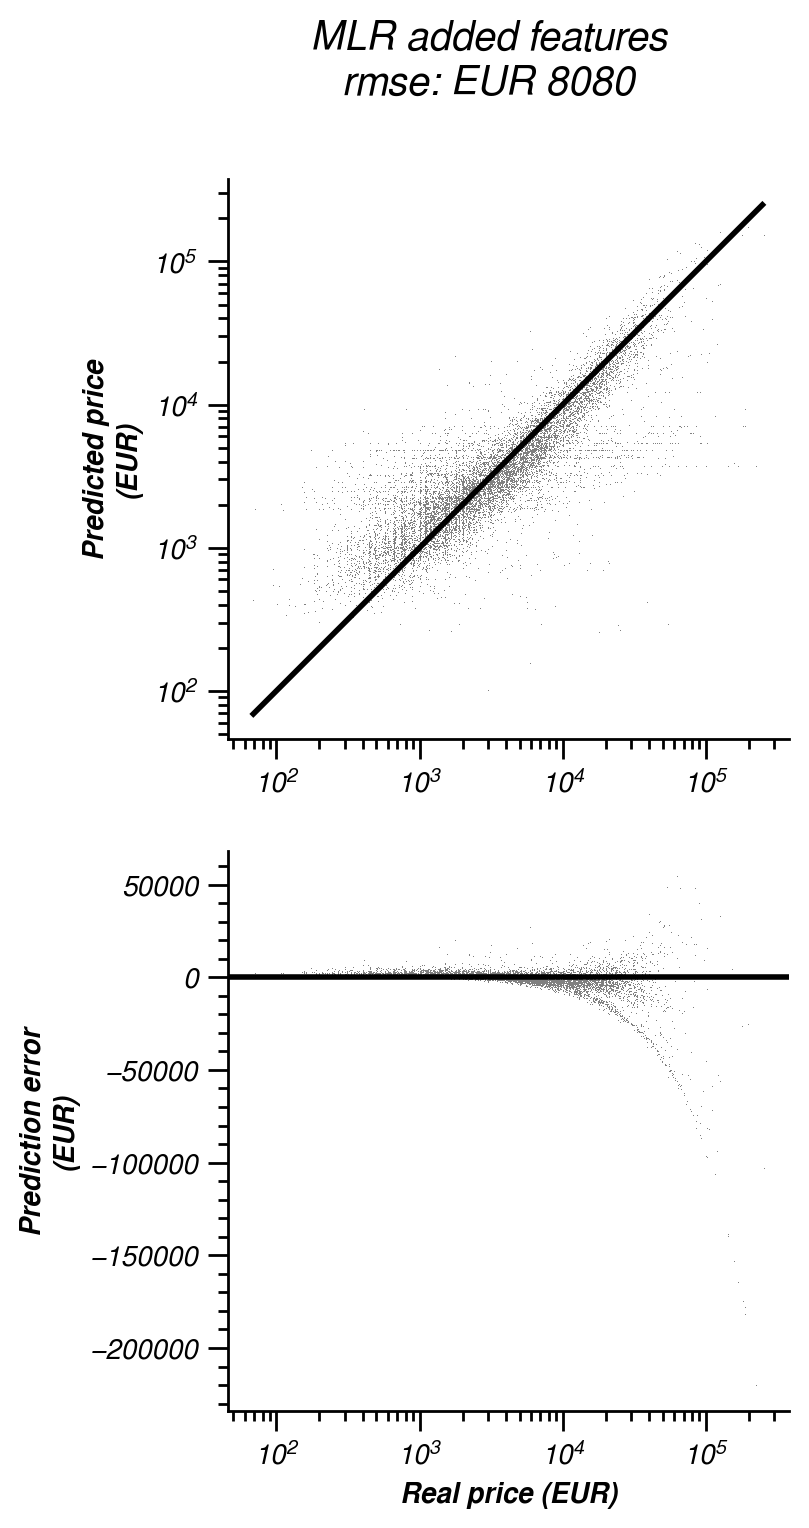 MLR added features
rmse: EUR 8080
10⁵
10⁴
10³
10²
Predicted price
(EUR)
10² 10³ 10⁴ 10⁵
50000
0
−50000
−100000
−150000
−200000
Prediction error
(EUR)
10² 10³ 10⁴ 10⁵
Real price (EUR)